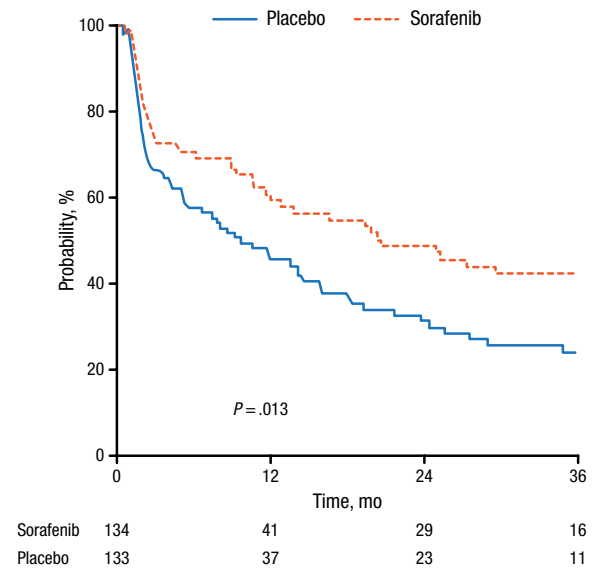 Placebo Sorafenib
100
80
60
40
20
0
Probability, %
P = .013
0 12 24 36
Time, mo
Sorafenib 134 41 29 16
Placebo 133 37 23 11